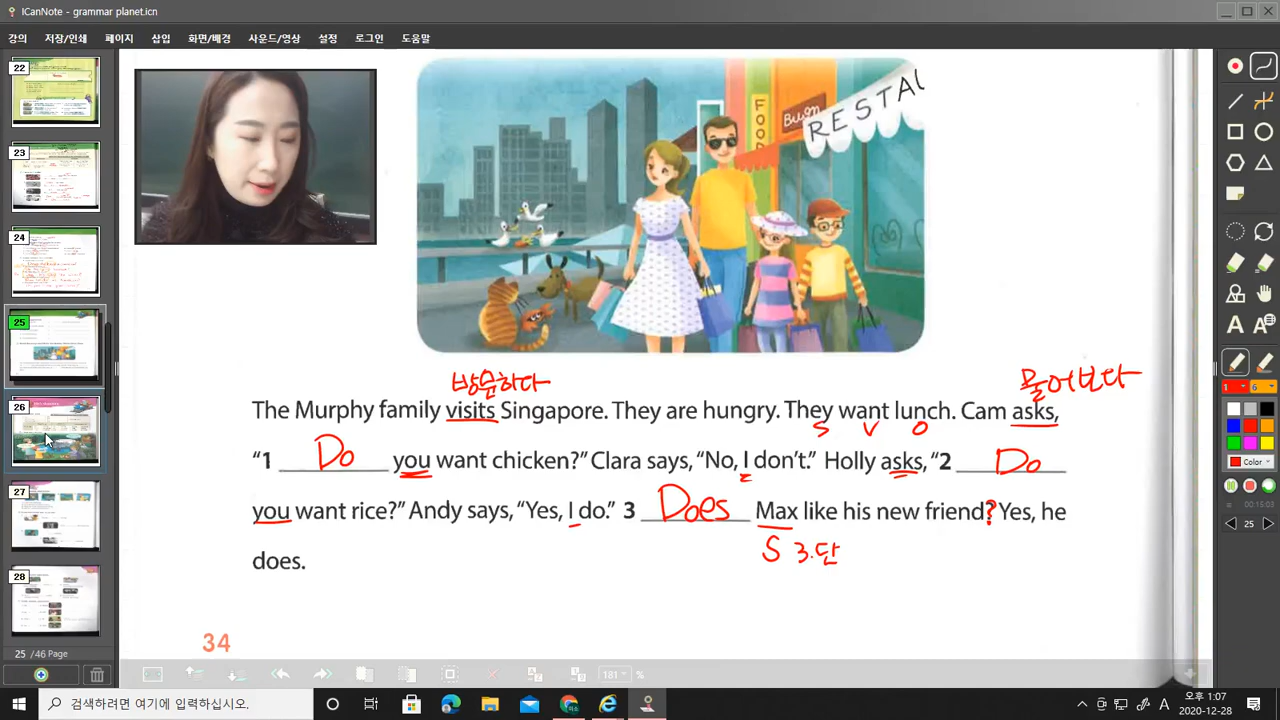 ICanNote - grammar planet.icn
강의 저장/인쇄 페이지 삽입 화면/배경 사운드/영상 설정 로그인 도움말
22
23
24
25
26
27
28
FOOD
Buon
RESTAU
방문하다
물어보다
The Murphy family visits Singapore. They are hungry. They want lunch. Cam asks,
S V O
“1 Do you want chicken?” Clara says, “No, I don’t.” Holly asks, “2 Do
you want rice?” Andy says, “Yes, I do.” 3 Does Max like his new friend? Yes, he
S 3.단
does.
34
25 / 46 Page
181 %
Color
00:15:03
25
검색하려면 여기에 입력하십시오.
A
오후 1:07
2020-12-28